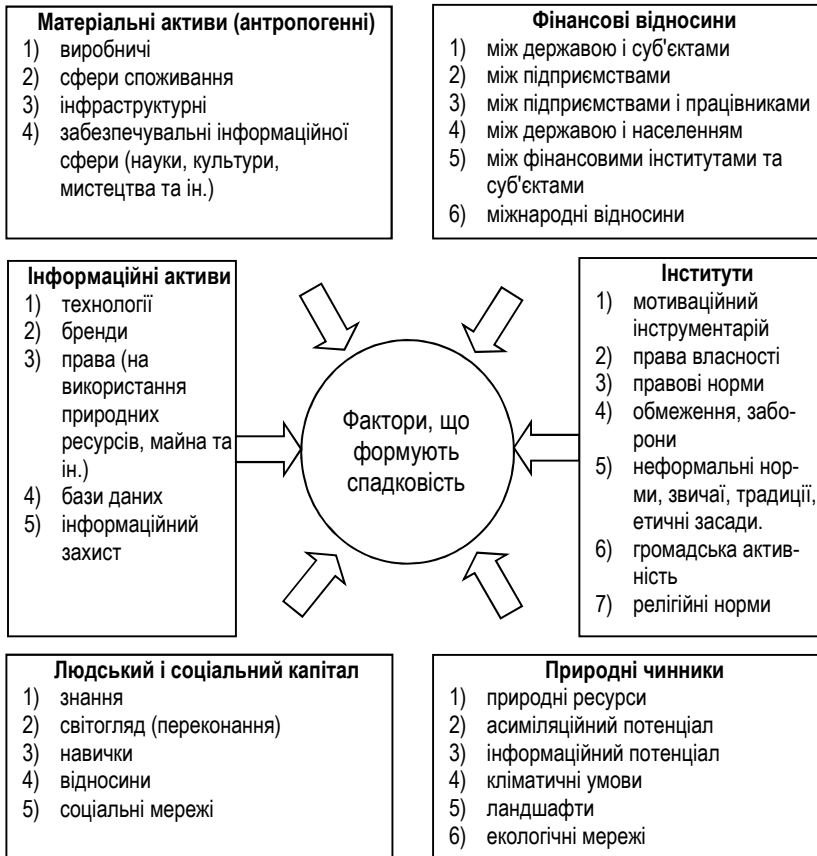 Матеріальні активи (антропогенні)
1) виробничі
2) сфери споживання
3) інфраструктурні
4) забезпечувальні інформаційної
сфери (науки, культури,
мистецтва та ін.)
Фінансові відносини
1) між державою і суб'єктами
2) між підприємствами
3) між підприємствами і працівниками
4) між державою і населенням
5) між фінансовими інститутами та
суб'єктами
6) міжнародні відносини
Інформаційні активи
1) технології
2) бренди
3) права (на
використання
природних
ресурсів, майна та
ін.)
4) бази даних
5) інформаційний
захист
Фактори, що
формують
спадковість
Інститути
1) мотиваційний
інструментарій
2) права власності
3) правові норми
4) обмеження, забо-
рони
5) неформальні нор-
ми, звичаї, традиції,
етичні засади.
6) громадська актив-
ність
7) релігійні норми
Людський і соціальний капітал
1) знання
2) світогляд (переконання)
3) навички
4) відносини
5) соціальні мережі
Природні чинники
1) природні ресурси
2) асиміляційний потенціал
3) інформаційний потенціал
4) кліматичні умови
5) ландшафти
6) екологічні мережі